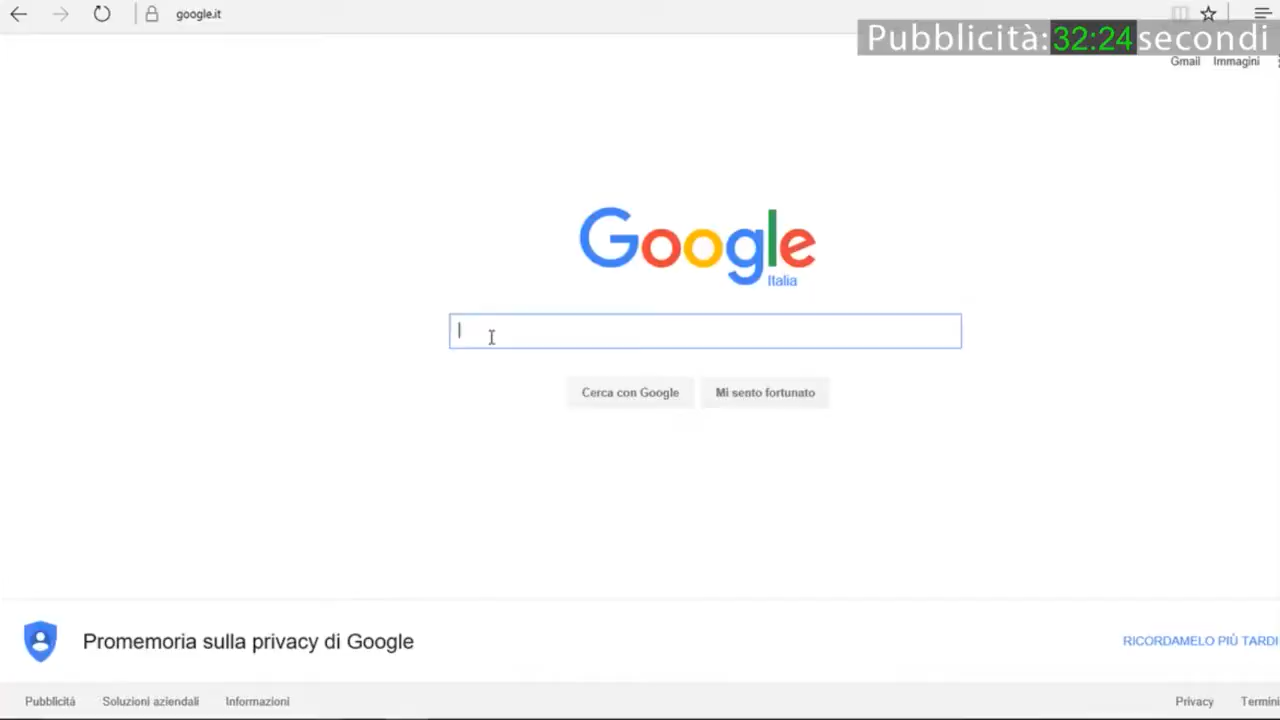 google.it
Pubblicità:32:24secondi
Gmail Immagini
Google
Italia
Cerca con Google Mi sento fortunato
Promemoria sulla privacy di Google
RICORDAMELO PIÙ TARDI
Pubblicità Soluzioni aziendali Informazioni Privacy Termini